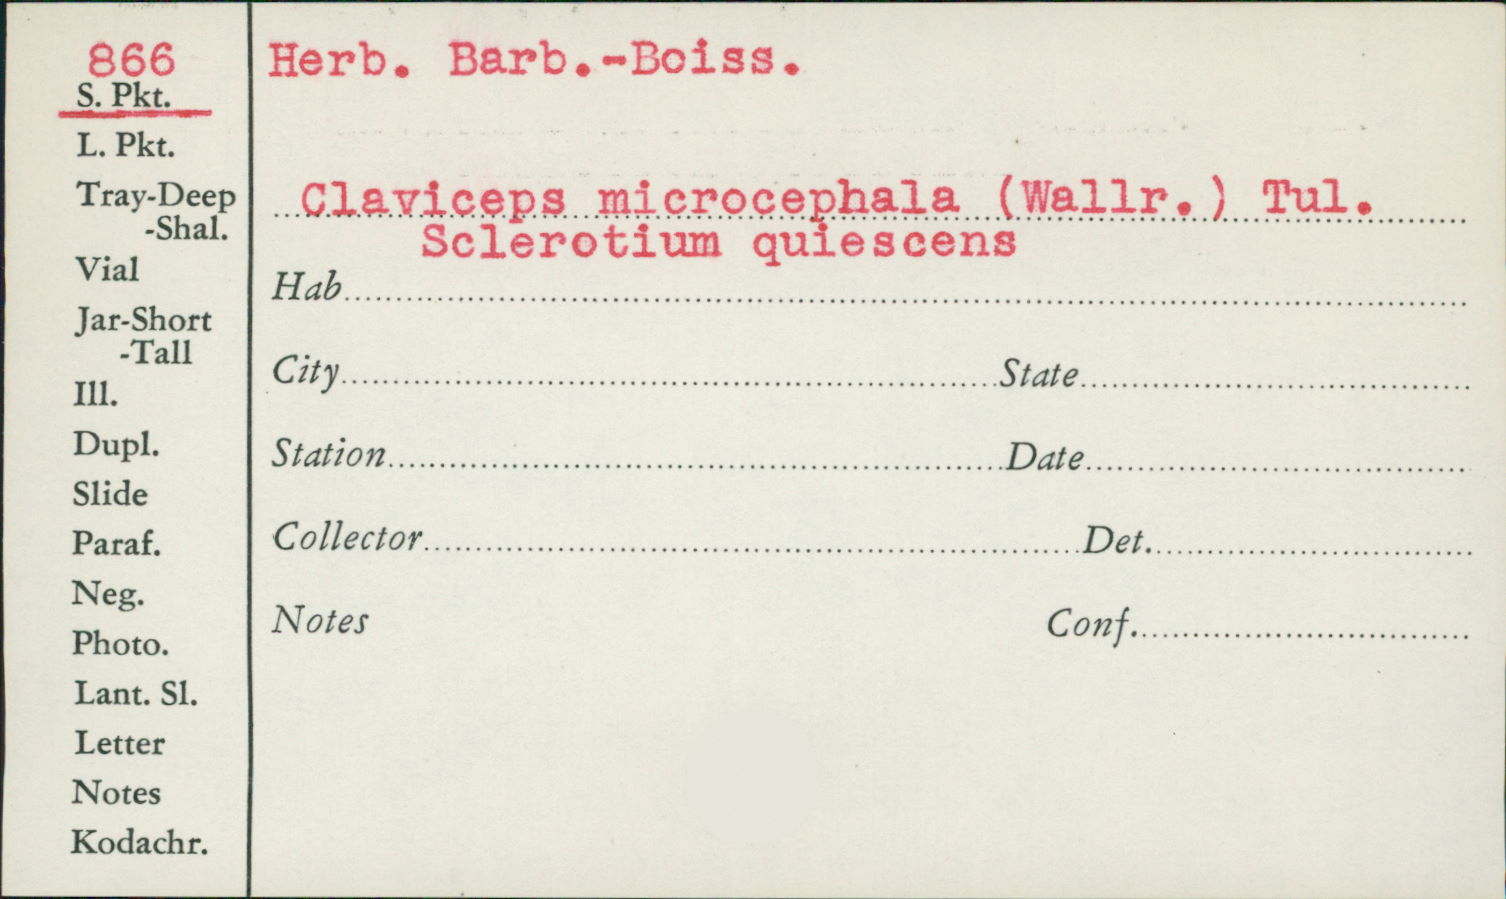 866
S. Pkt.
L. Pkt.
Tray-Deep
-Shal.
Vial
Jar-Short
-Tall
Ill.
Dupl.
Slide
Paraf.
Neg.
Photo.
Lant. Sl.
Letter
Notes
Kodachr.
Herb. Barb.-Boiss.
Claviceps microcephala (Wallr.) Tul.
Sclerotium quiescens
Hab
City State
Station Date
Collector Det.
Notes Conf.